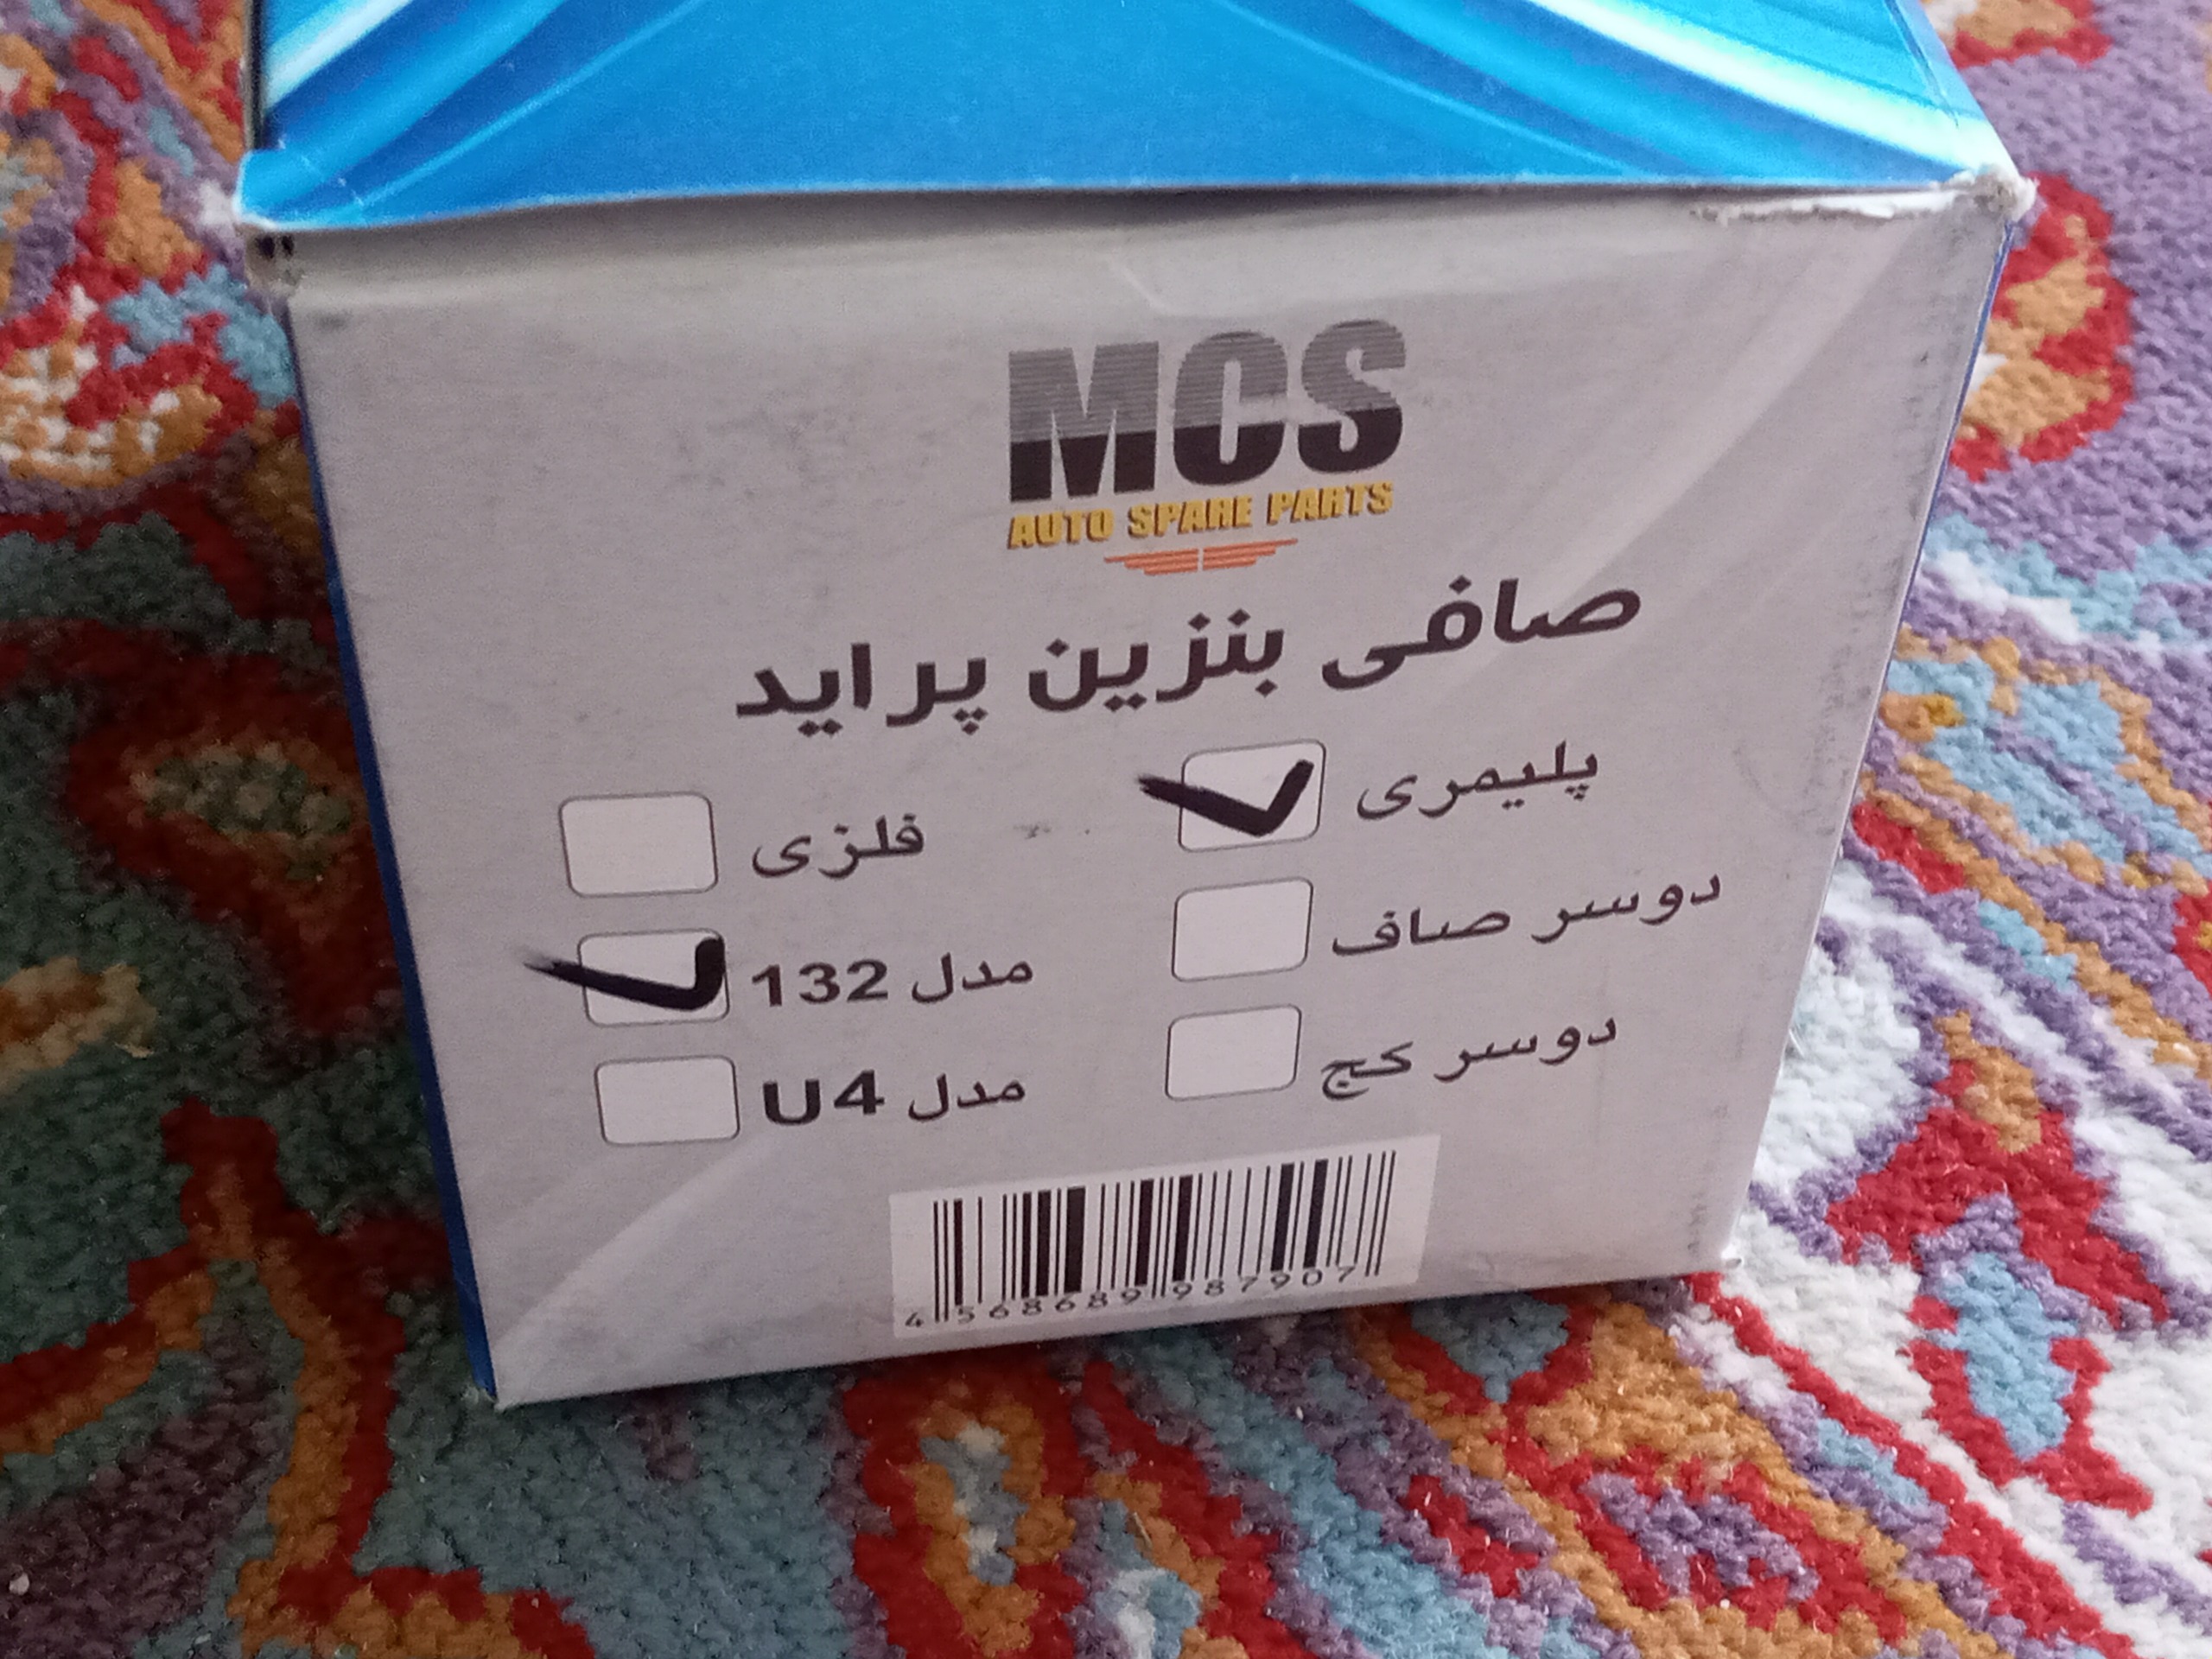 MCS
AUTO SPARE PARTS
صافی بنزین پراید
پلیمری
فلزی
دوسر صاف
مدل 132
دوسر کج
مدل U4
4568689987907